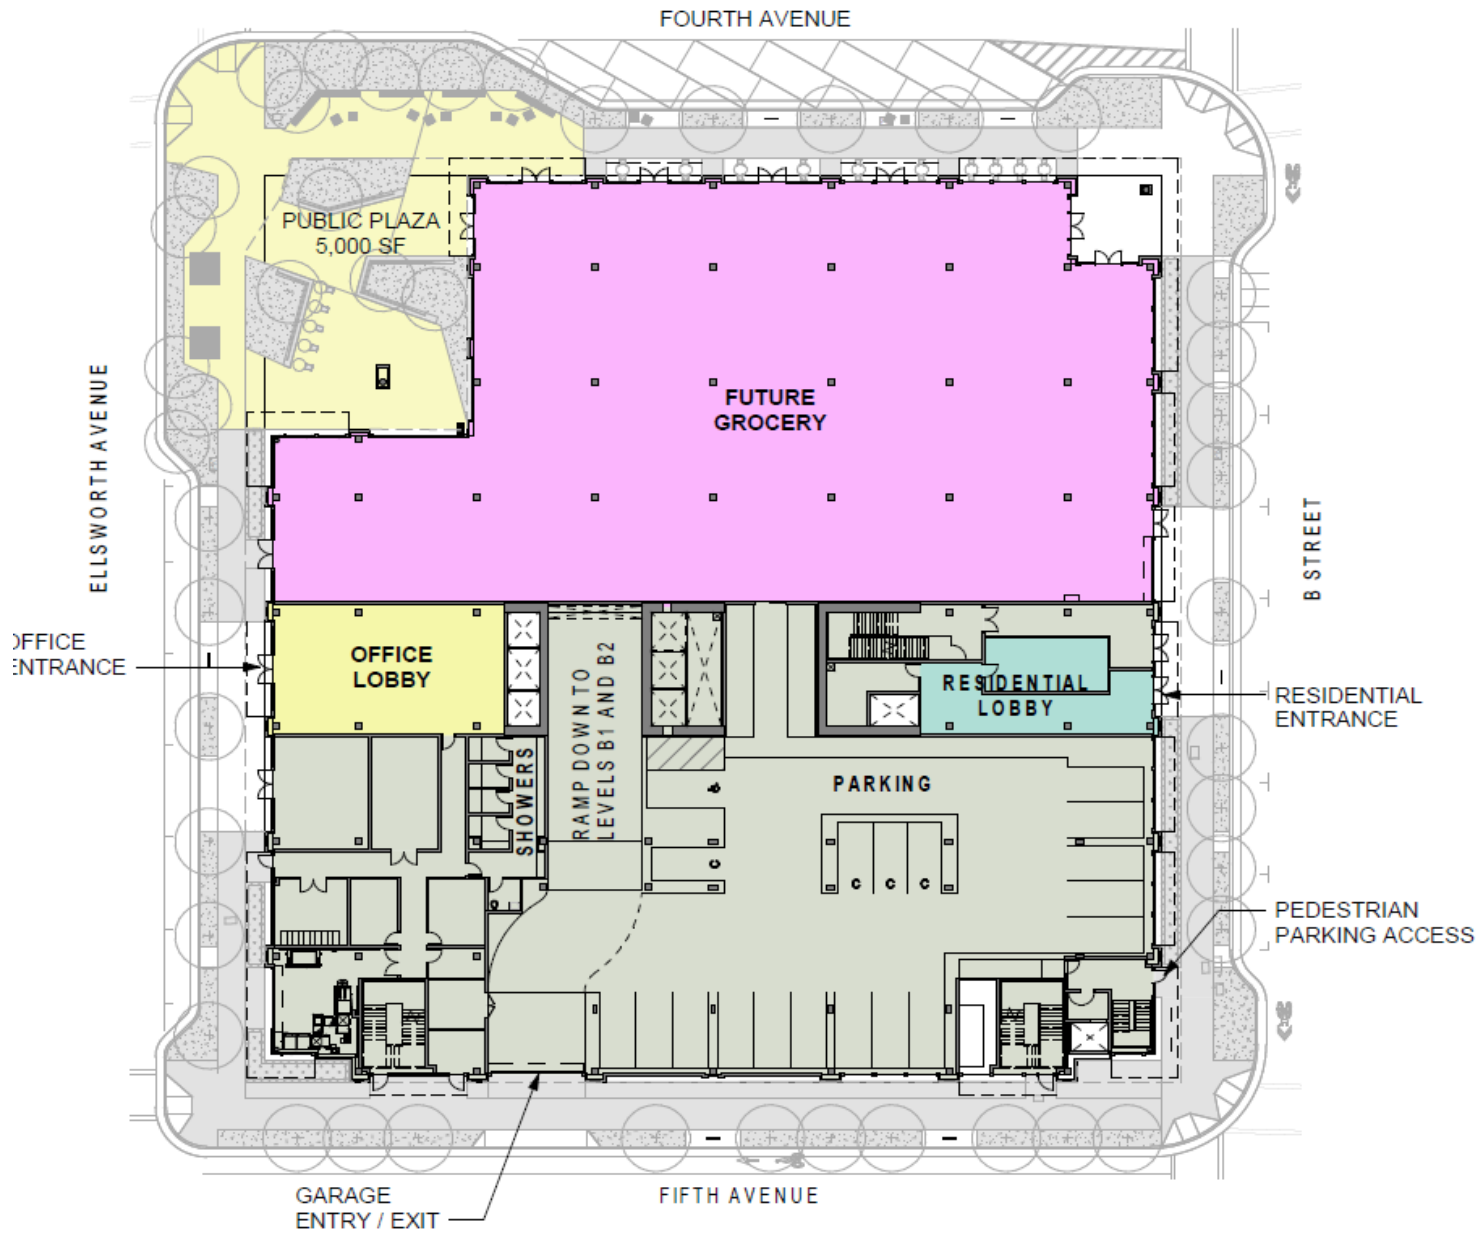 FOURTH AVENUE
PUBLIC PLAZA
5,000 SF
ELLSWORTH AVENUE
FUTURE
GROCERY
B STREET
OFFICE
ENTRANCE
OFFICE
LOBBY
RAMP DOWN TO
LEVELS B1 AND B2
RESIDENTIAL
LOBBY
RESIDENTIAL
ENTRANCE
SHOWERS
PARKING
C
C
C
C
C
PEDESTRIAN
PARKING ACCESS
GARAGE
ENTRY / EXIT
FIFTH AVENUE